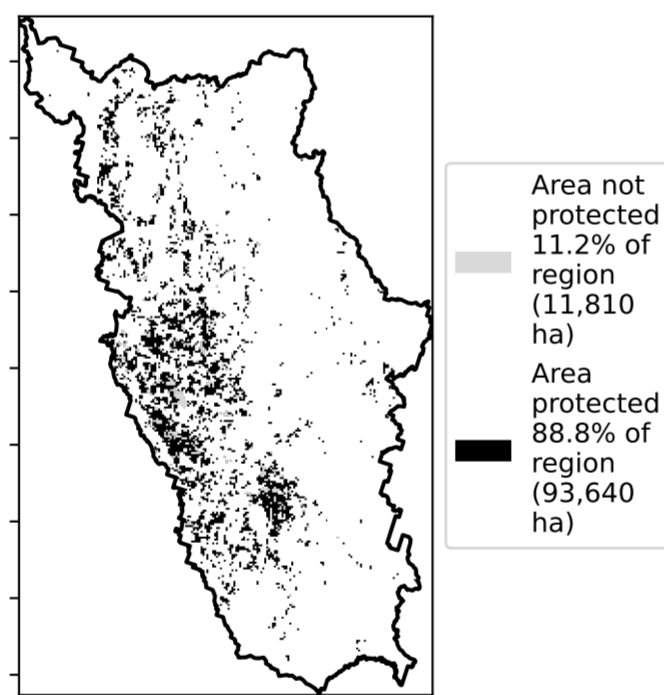 Area not
protected
11.2% of
region
(11,810
ha)
Area
protected
88.8% of
region
(93,640
ha)